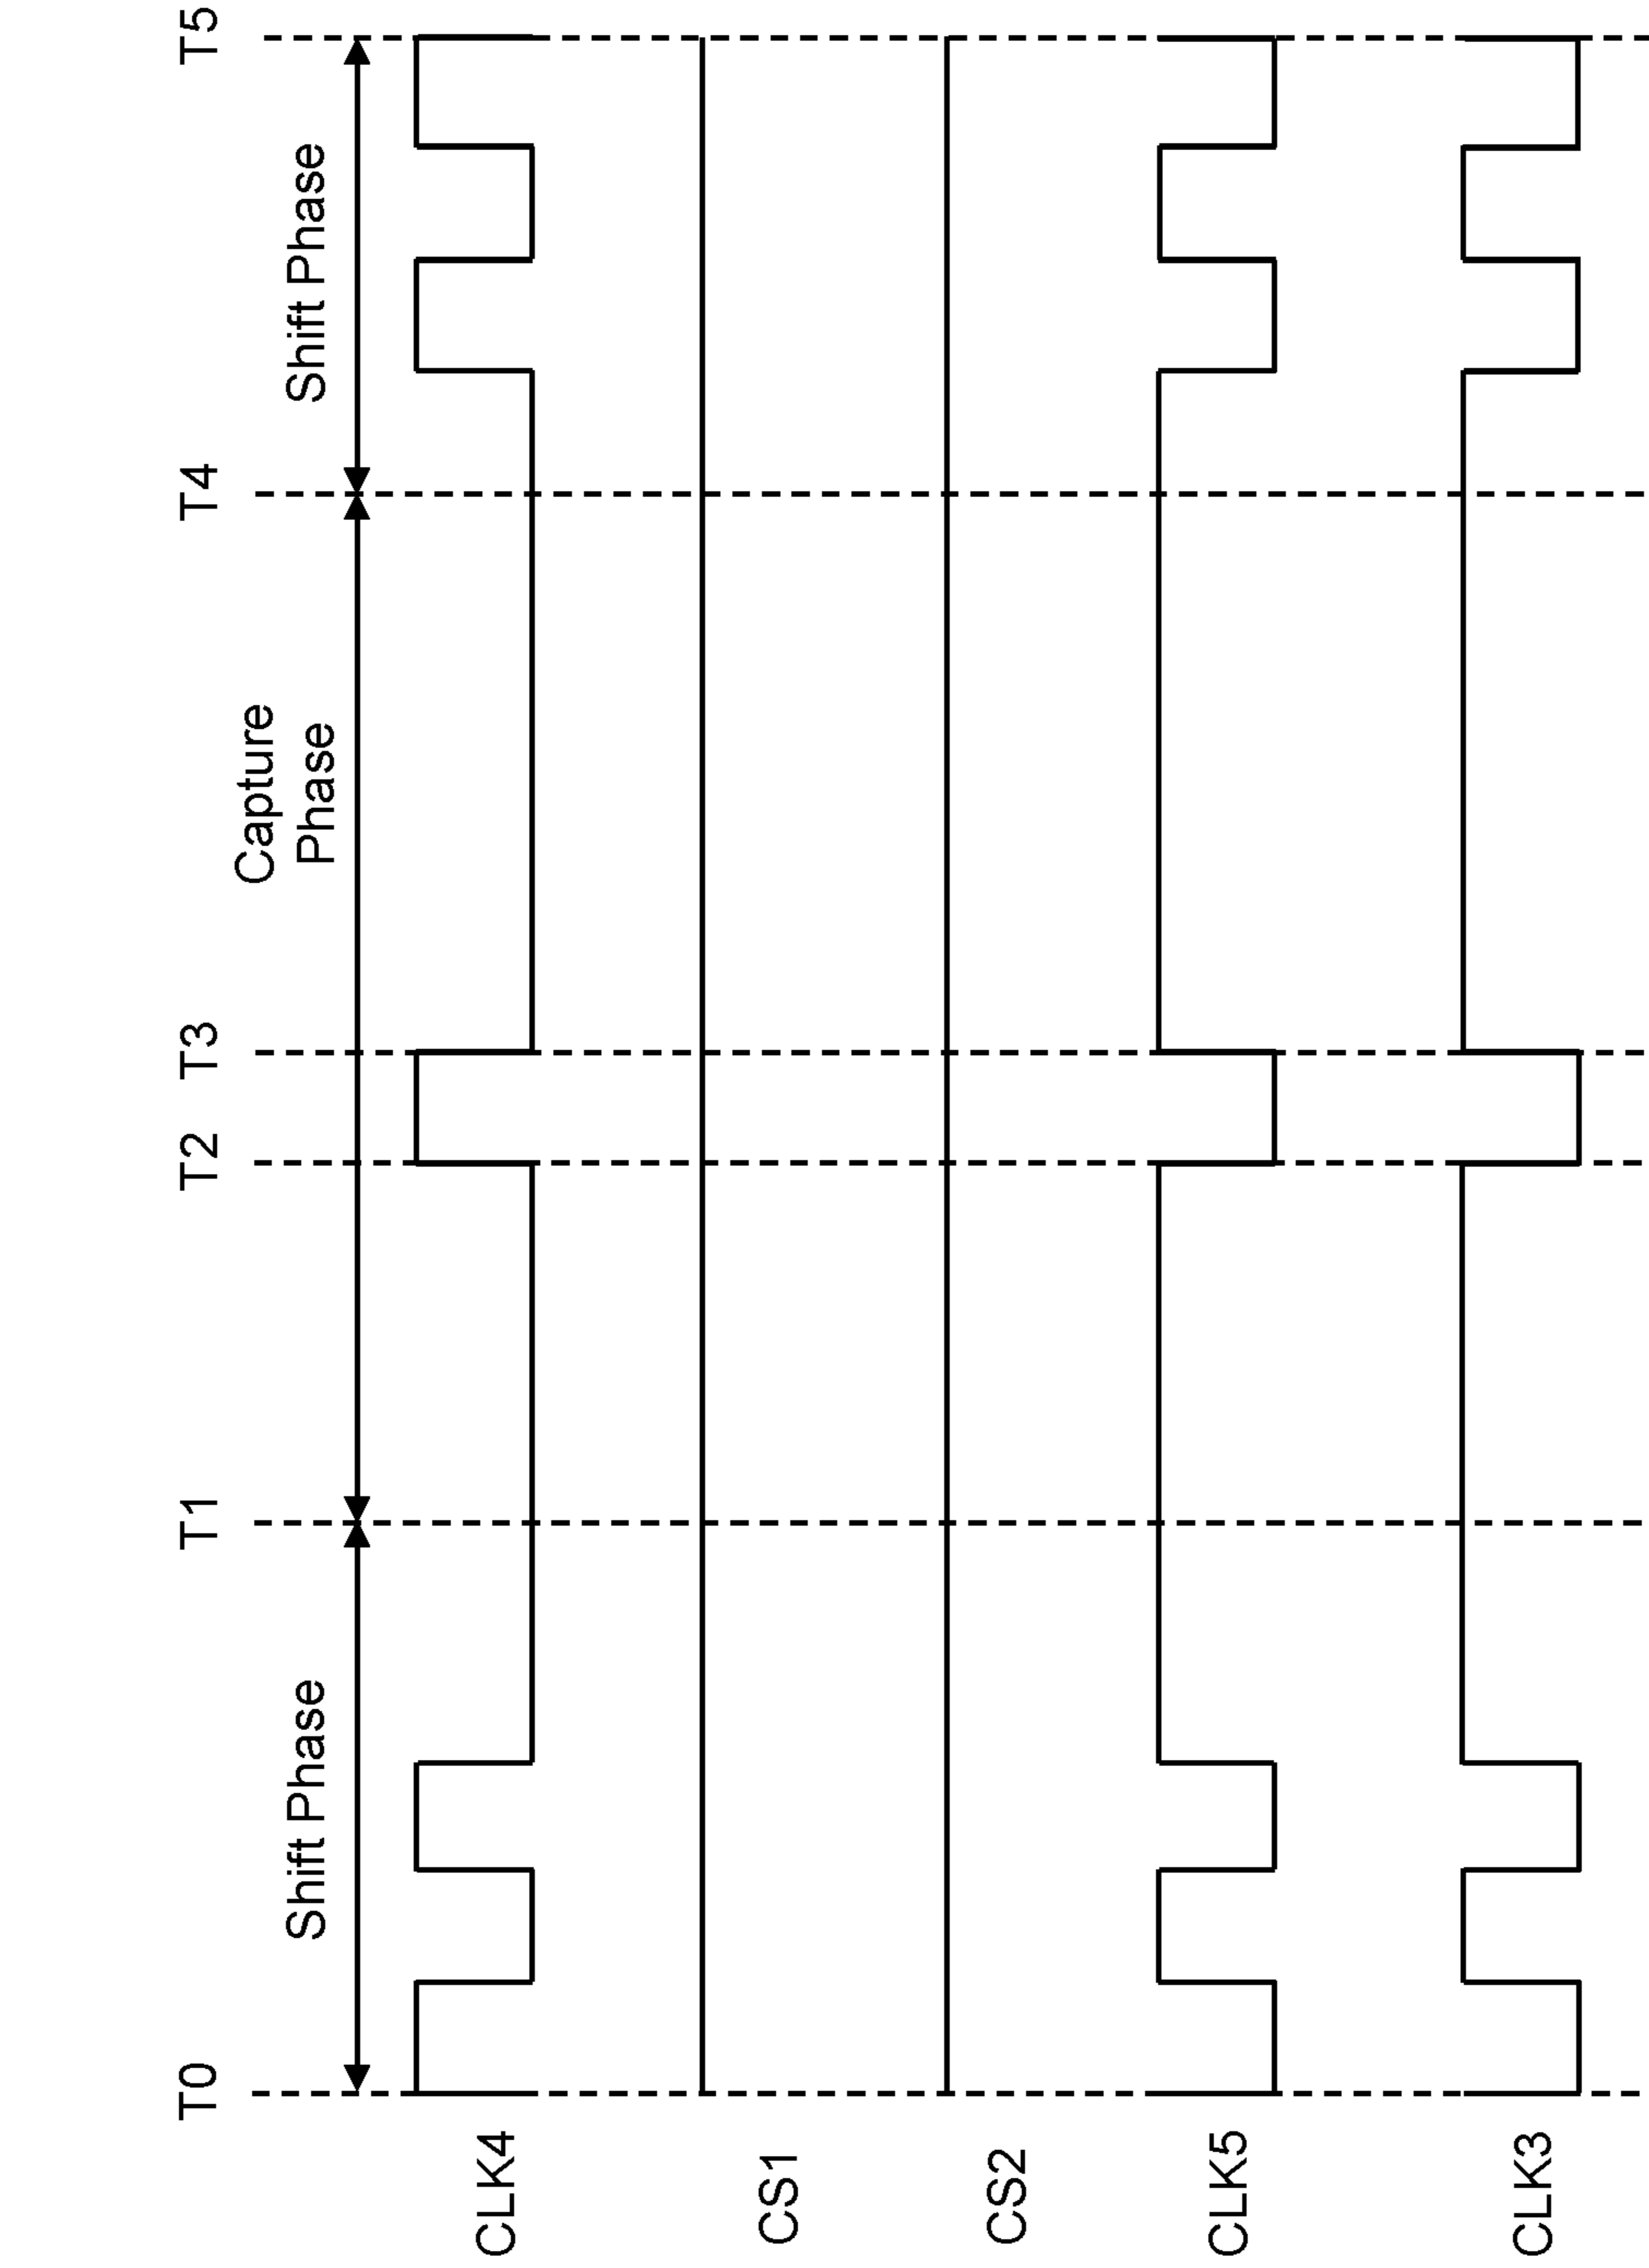 T0 T1 T2 T3 T4 T5
Shift Phase Capture Shift Phase
Phase
CLK4
CS1
CS2
CLK5
CLK3